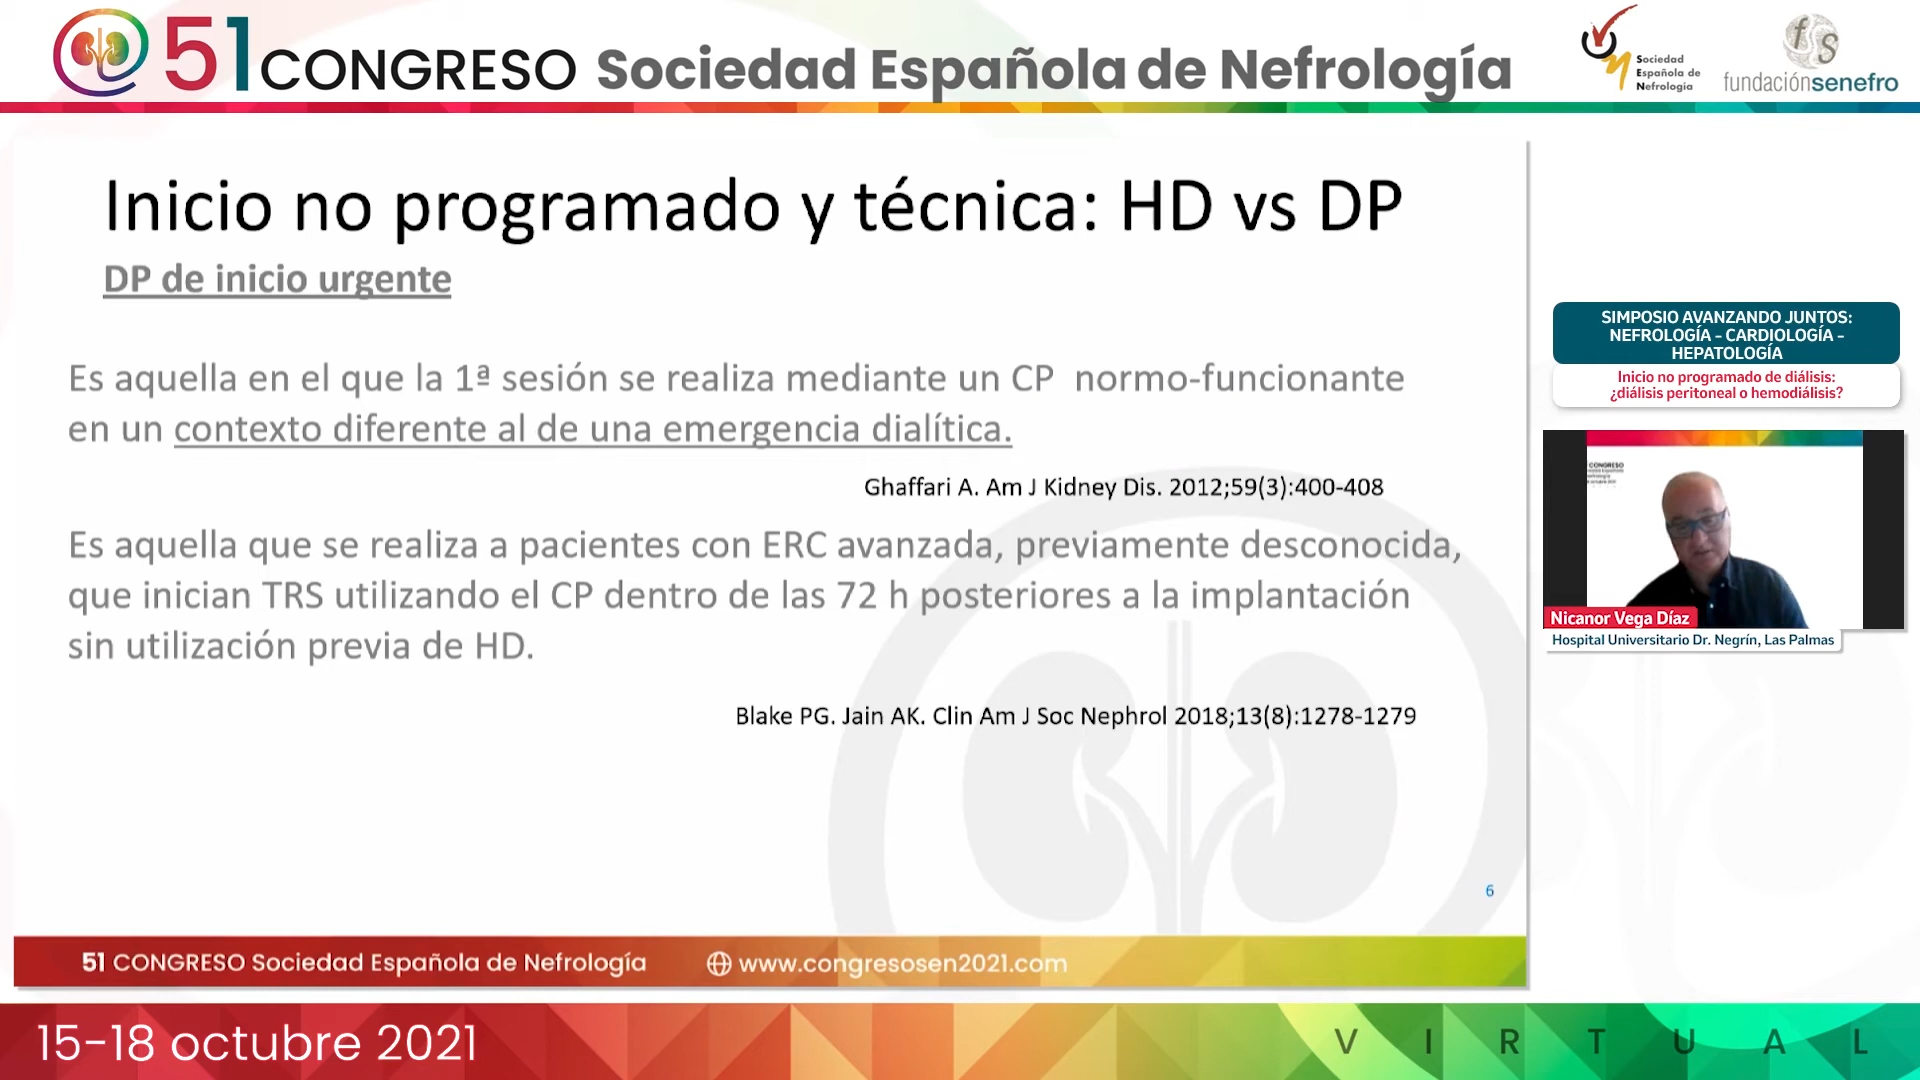 51 CONGRESO Sociedad Española de Nefrología
Sociedad
Española de
Nefrología
fS
fundaciónsenefro
Inicio no programado y técnica: HD vs DP
DP de inicio urgente
Es aquella en el que la 1ª sesión se realiza mediante un CP normo-funcionante
en un contexto diferente al de una emergencia dialítica.
Ghaffari A. Am J Kidney Dis. 2012;59(3):400-408
Es aquella que se realiza a pacientes con ERC avanzada, previamente desconocida,
que inician TRS utilizando el CP dentro de las 72 h posteriores a la implantación
sin utilización previa de HD.
Blake PG. Jain AK. Clin Am J Soc Nephrol 2018;13(8):1278-1279
6
51 CONGRESO Sociedad Española de Nefrología
www.congresosen2021.com
SIMPOSIO AVANZANDO JUNTOS:
NEFROLOGÍA - CARDIOLOGÍA -
HEPATOLOGÍA
Inicio no programado de diálisis:
¿diálisis peritoneal o hemodiálisis?
CONGRESO
Nicanor Vega Díaz
Hospital Universitario Dr. Negrín, Las Palmas
15-18 octubre 2021
VIRTUAL